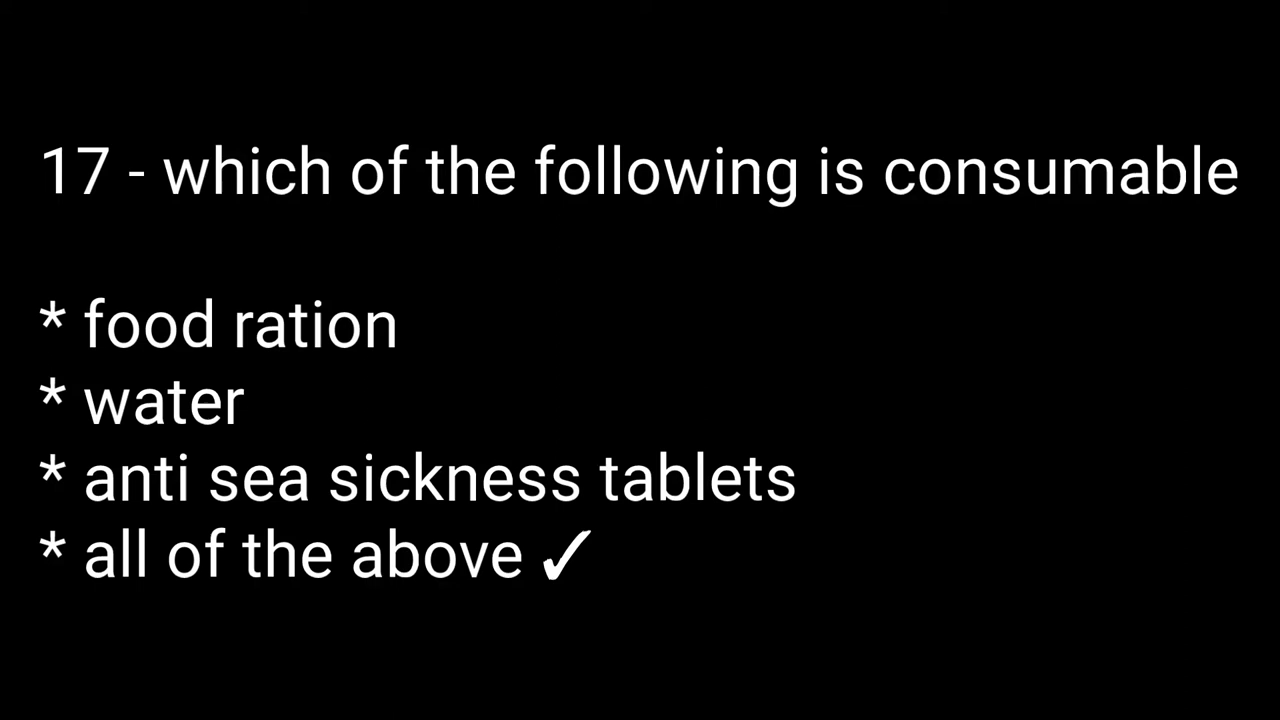 17 - which of the following is consumable
* food ration
* water
* anti sea sickness tablets
* all of the above ✓